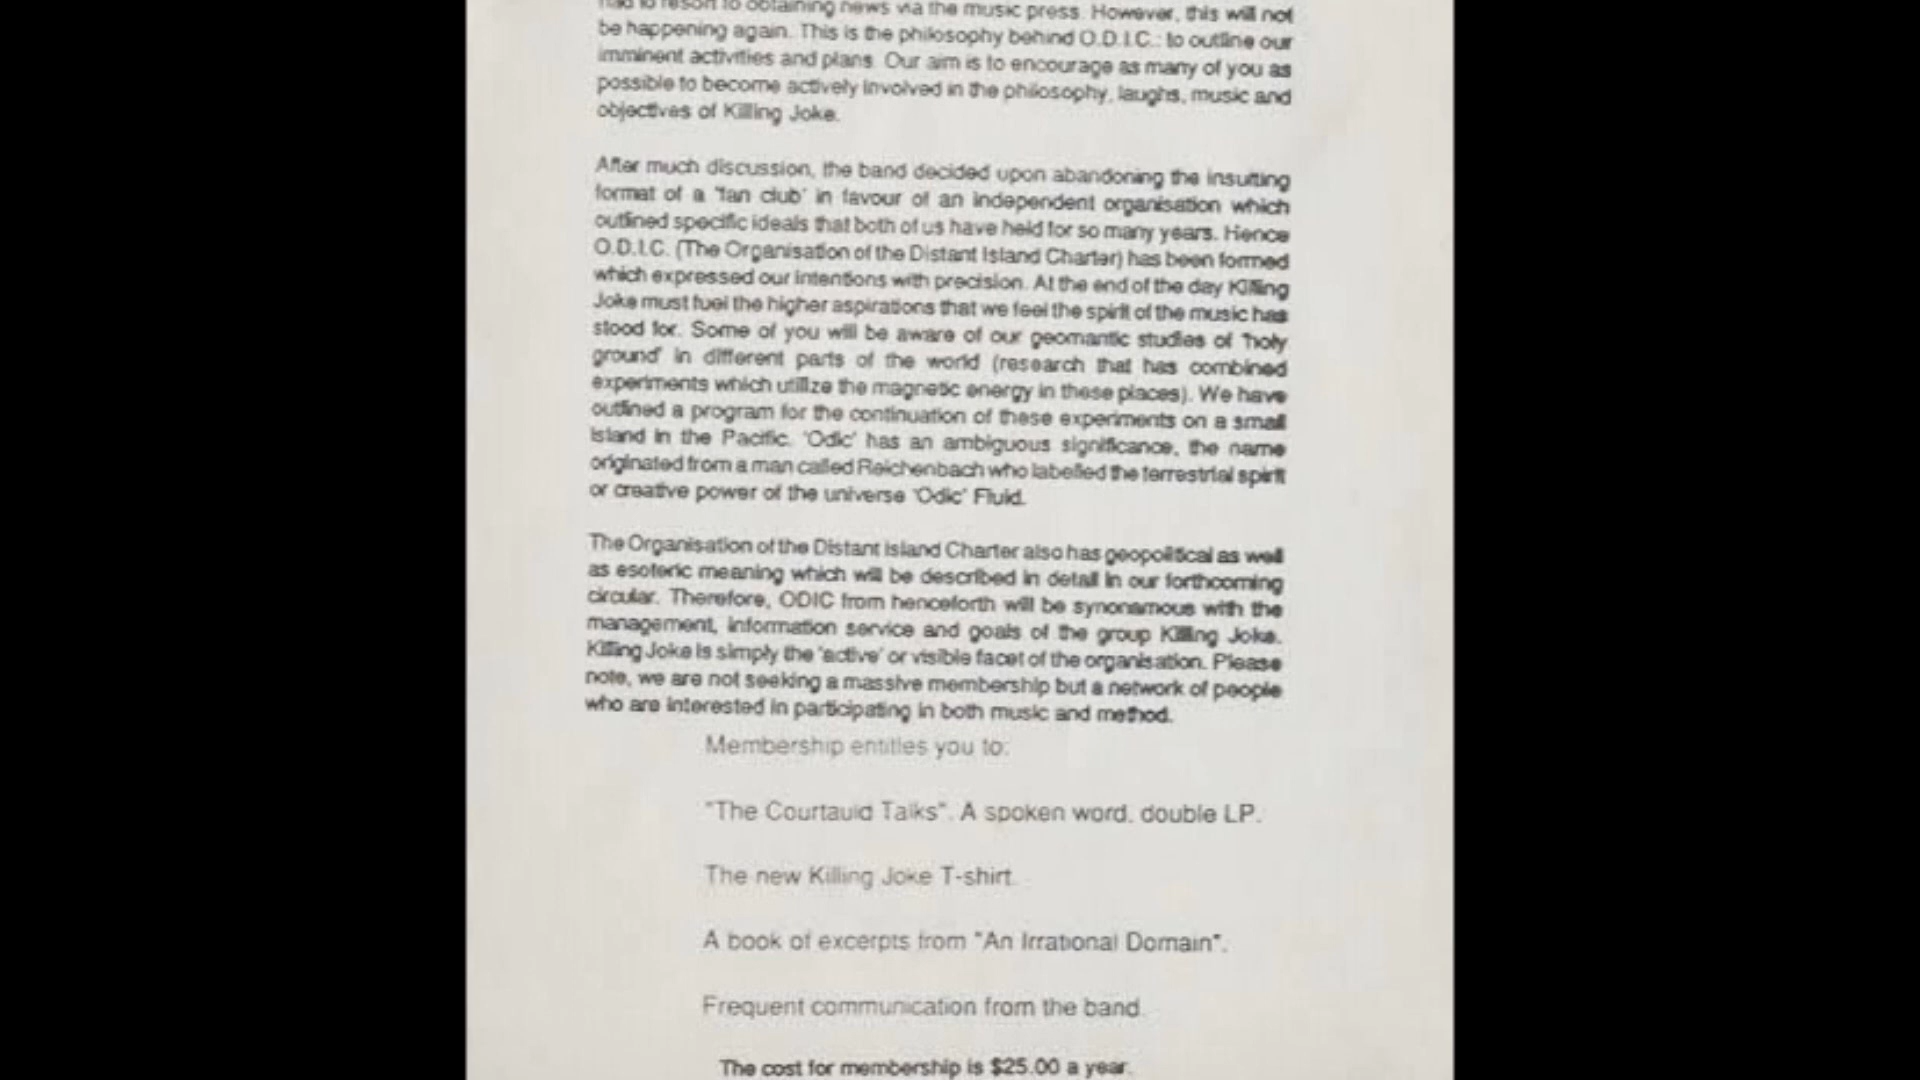 had to resort to obtaining news via the music press. However, this will not
be happening again. This is the philosophy behind O.D.I.C.: to outline our
imminent activities and plans. Our aim is to encourage as many of you as
possible to become actively involved in the philosophy, laughs, music and
objectives of Killing Joke.
After much discussion, the band decided upon abandoning the insulting
format of a 'fan club' in favour of an independent organisation which
outlined specific ideals that both of us have held for so many years. Hence
O.D.I.C. (The Organisation of the Distant Island Charter) has been formed
which expressed our intentions with precision. At the end of the day Killing
Joke must fuel the higher aspirations that we feel the spirit of the music has
stood for. Some of you will be aware of our geomantic studies of 'holy
ground' in different parts of the world (research that has combined
experiments which utilize the magnetic energy in these places). We have
outlined a program for the continuation of these experiments on a small
island in the Pacific. 'Odic' has an ambiguous significance, the name
originated from a man called Reichenbach who labelled the terrestrial spirit
or creative power of the universe 'Odic' Fluid.
The Organisation of the Distant Island Charter also has geopolitical as well
as esoteric meaning which will be described in detail in our forthcoming
circular. Therefore, ODIC from henceforth will be synonamous with the
management, information service and goals of the group Killing Joke.
Killing Joke is simply the 'active' or visible facet of the organisation. Please
note, we are not seeking a massive membership but a network of people
who are interested in participating in both music and method.
Membership entitles you to:
"The Courtauld Talks". A spoken word, double LP.
The new Killing Joke T-shirt.
A book of excerpts from "An Irrational Domain".
Frequent communication from the band.
The cost for membership is $25.00 a year.